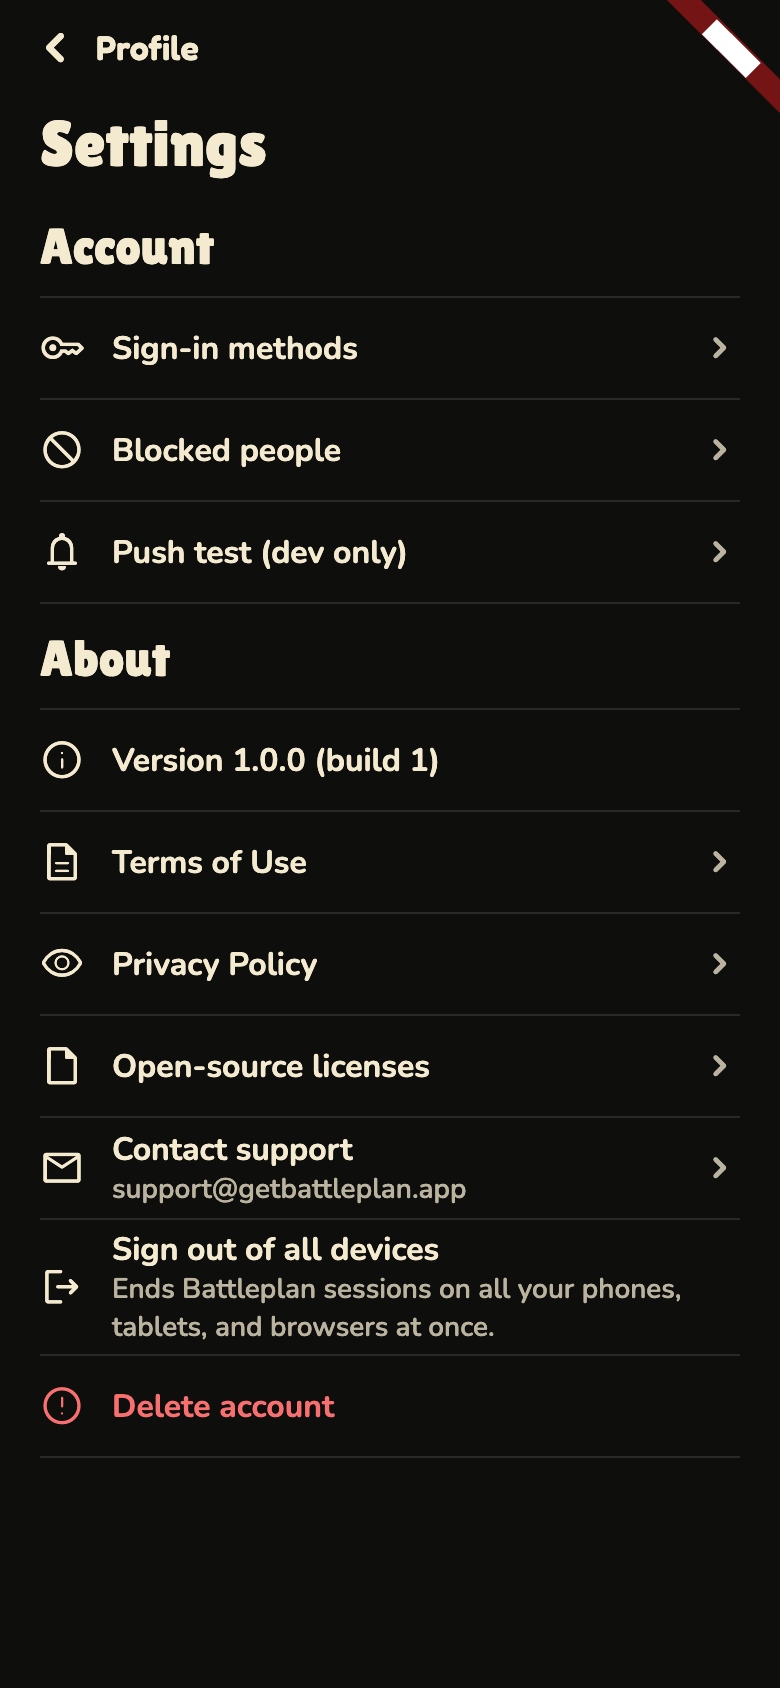 Profile
Settings
Account
Sign-in methods
Blocked people
Push test (dev only)
About
Version 1.0.0 (build 1)
Terms of Use
Privacy Policy
Open-source licenses
Contact support
support@getbattleplan.app
Sign out of all devices
Ends Battleplan sessions on all your phones,
tablets, and browsers at once.
Delete account